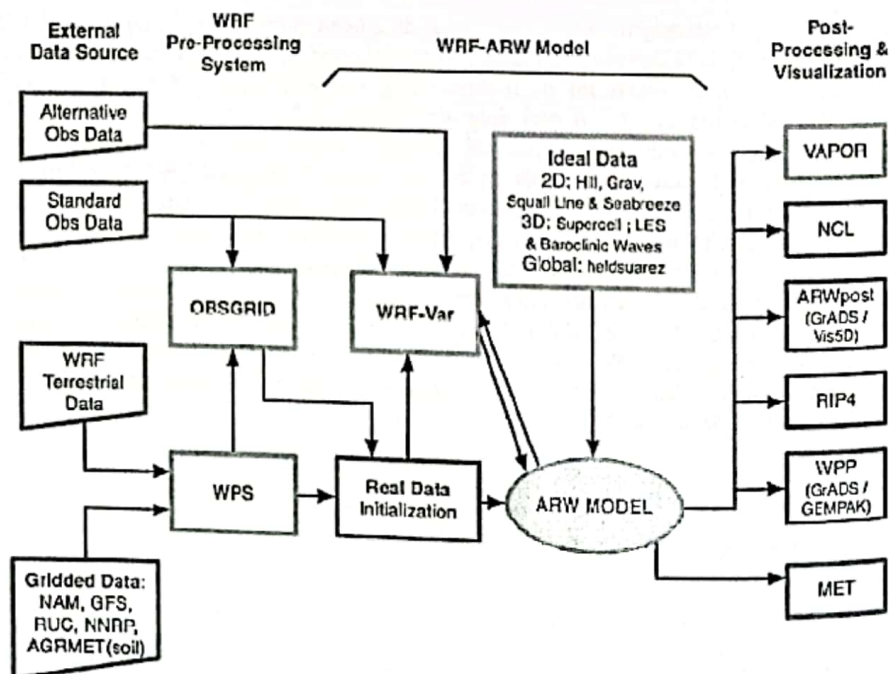 External
Data Source
WRF
Pre-Processing
System
WRF-ARW Model
Post-
Processing &
Visualization
Alternative
Obs Data
Standard
Obs Data
WRF
Terrestrial
Data
Gridded Data:
NAM, GFS,
RUC, NNRP,
AGRMET(soil)
OBSGRID
WPS
WRF-Var
Real Data
Initialization
Ideal Data
2D: Hill, Grav,
Squall Line & Seabreeze
3D: Supercell ; LES
& Baroclinic Waves
Global: heldsuarez
ARW MODEL
VAPOR
NCL
ARWpost
(GrADS /
Vis5D)
RIP4
WPP
(GrADS /
GEMPAK)
MET